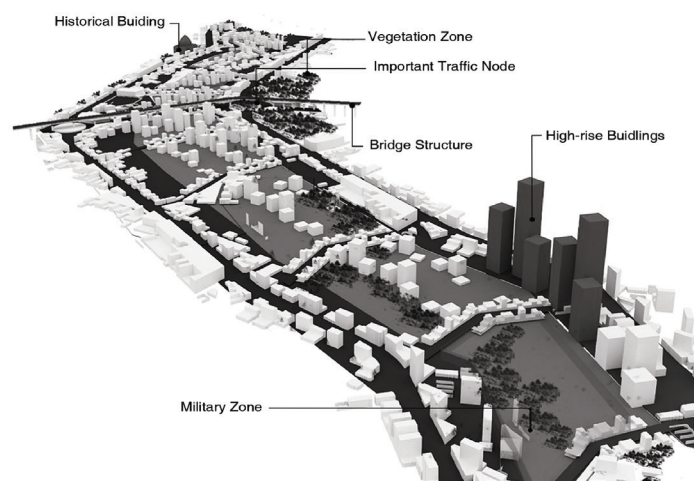 Historical Buiding
Vegetation Zone
Important Traffic Node
Bridge Structure
High-rise Buidlings
Military Zone